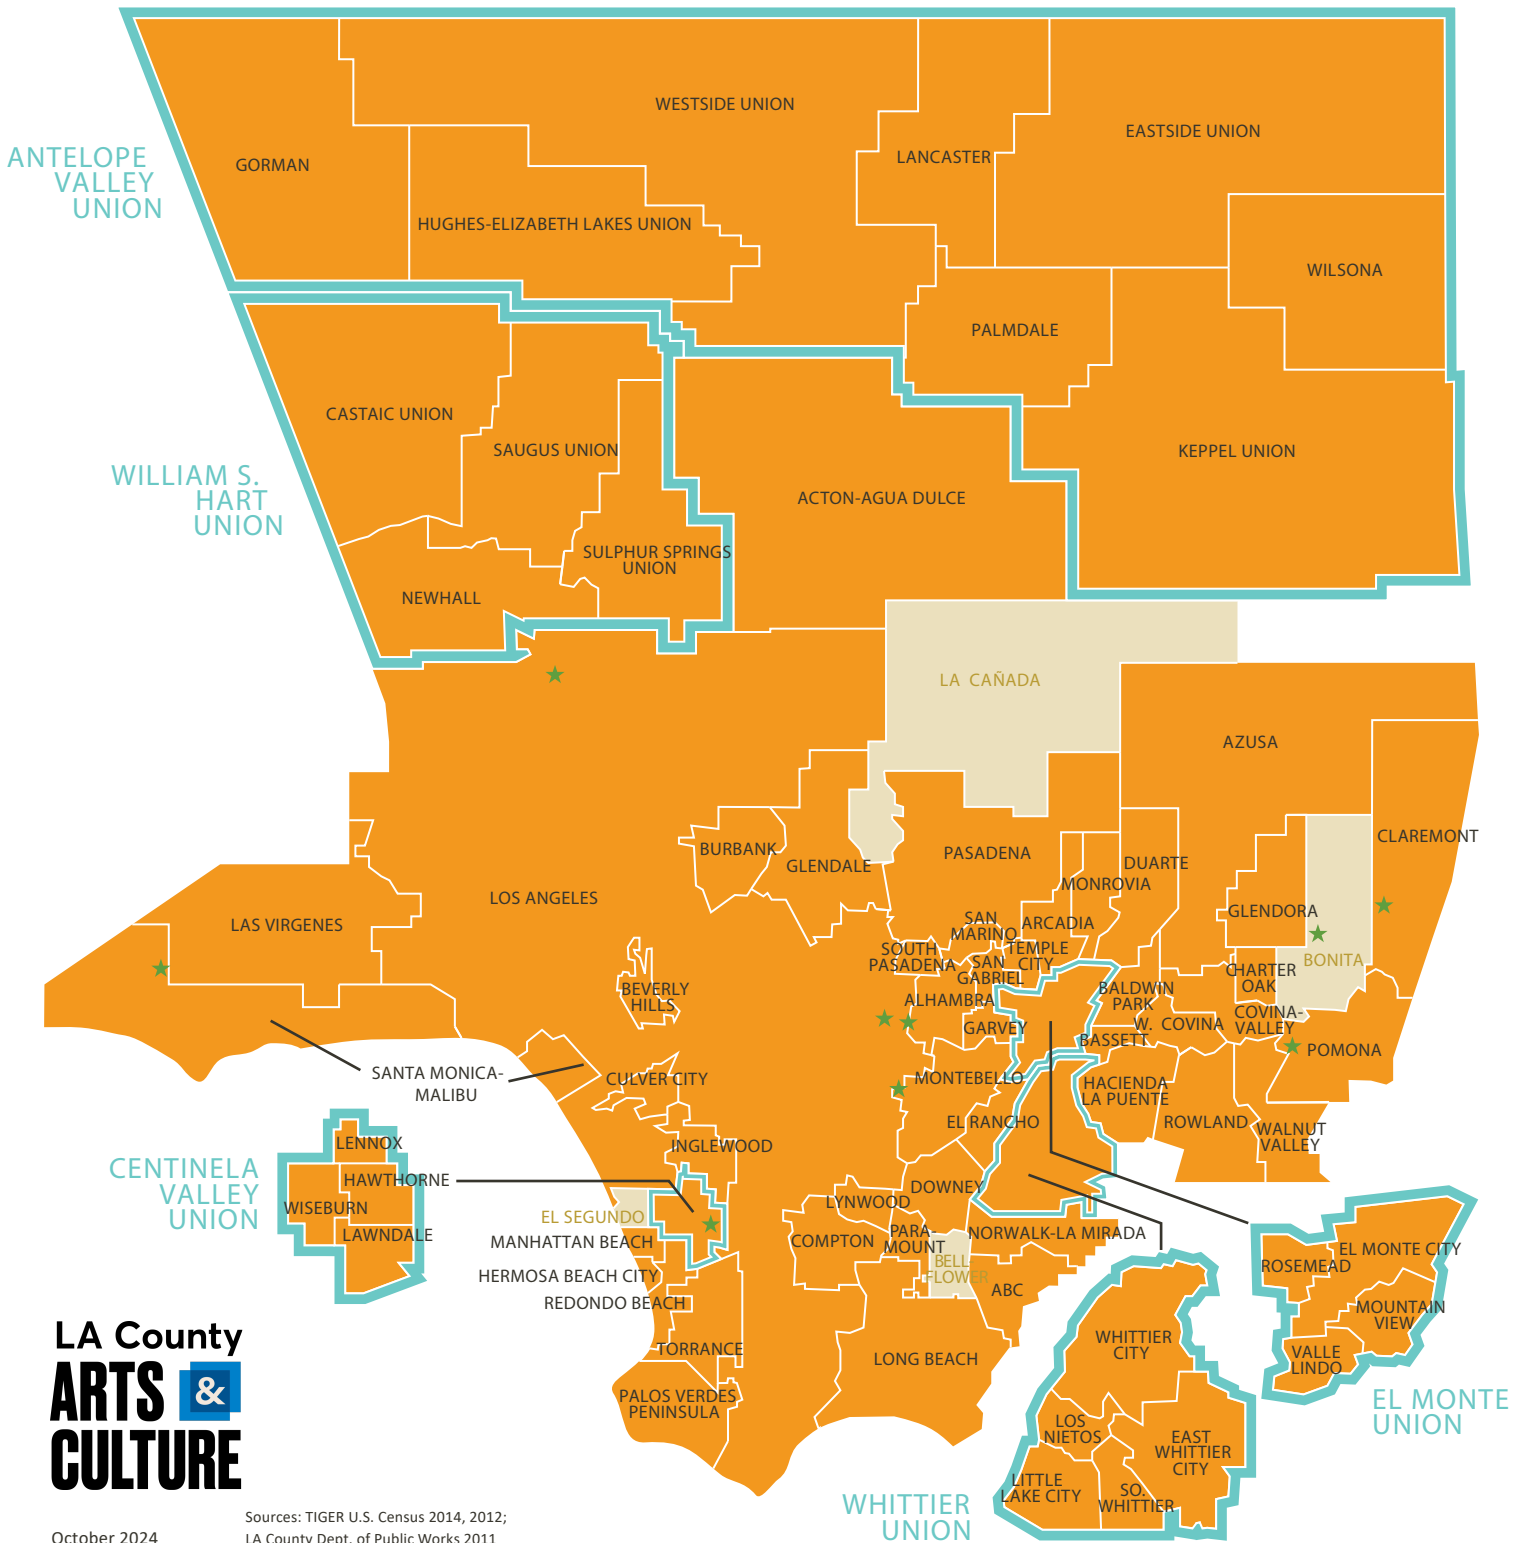 WESTSIDE UNION
EASTSIDE UNION
ANTELOPE
VALLEY
UNION
GORMAN
LANCASTER
HUGHES-ELIZABETH LAKES UNION
WILSONA
PALMDALE
CASTAIC UNION
SAUGUS UNION
KEPPEL UNION
WILLIAM S.
HART
UNION
ACTON-AGUA DULCE
SULPHUR SPRINGS
UNION
NEWHALL
LA CAÑADA
AZUSA
CLAREMONT
BURBANK
GLENDALE
PASADENA
DUARTE
MONROVIA
LOS ANGELES
LAS VIRGENES
GLENDORA
SAN
MARINO
ARCADIA
SOUTH
PASADENA
TEMPLE
CITY
SAN
GABRIEL
BONITA
CHARTER
OAK
BEVERLY
HILLS
ALHAMBRA
BALDWIN
PARK
GARVEY
W. COVINA
COVINA-
VALLEY
BASSETT
POMONA
SANTA MONICA-
MALIBU
CULVER CITY
MONTEBELLO
HACIENDA
LA PUENTE
EL RANCHO
ROWLAND
WALNUT
VALLEY
LENNOX
INGLEWOOD
CENTINELA
VALLEY
UNION
HAWTHORNE
WISEBURN
LAWNDALE
DOWNEY
LYNWOOD
EL SEGUNDO
MANHATTAN BEACH
COMPTON
PARA-
MOUNT
NORWALK-LA MIRADA
BELL-
FLOWER
HERMOSA BEACH CITY
ABC
REDONDO BEACH
EL MONTE CITY
ROSEMEAD
MOUNTAIN
VIEW
VALLE
LINDO
TORRANCE
LONG BEACH
WHITTIER
CITY
PALOS VERDES
PENINSULA
EL MONTE
UNION
LOS
NIETOS
EAST
WHITTIER
CITY
LITTLE
LAKE CITY
SO.
WHITTIER
WHITTIER
UNION
LA County
ARTS &
CULTURE
October 2024
Sources: TIGER U.S. Census 2014, 2012;
LA County Dept. of Public Works 2011